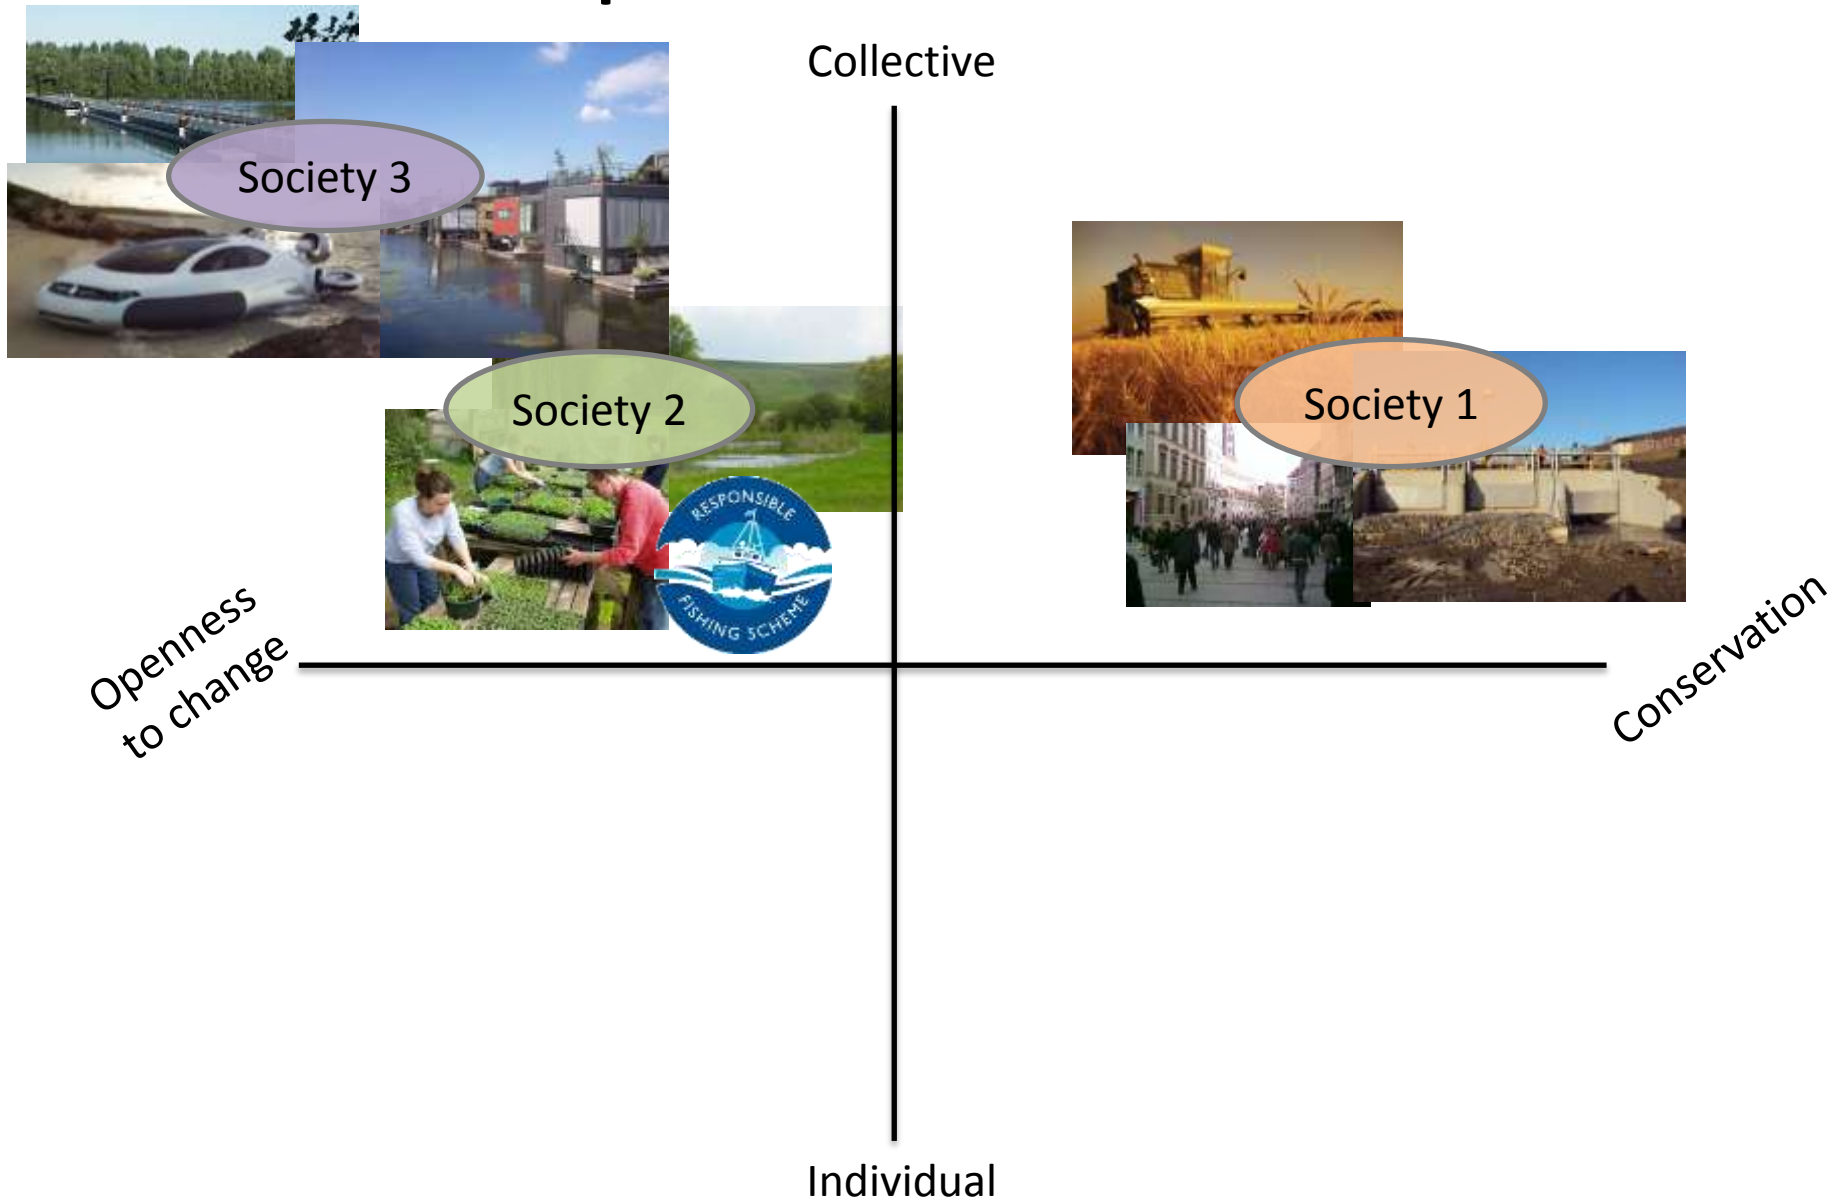 Collective
Society 3
Society 2
Society 1
RESPONSIBLE
FISHING SCHEME
Openness
to change
Conservation
Individual